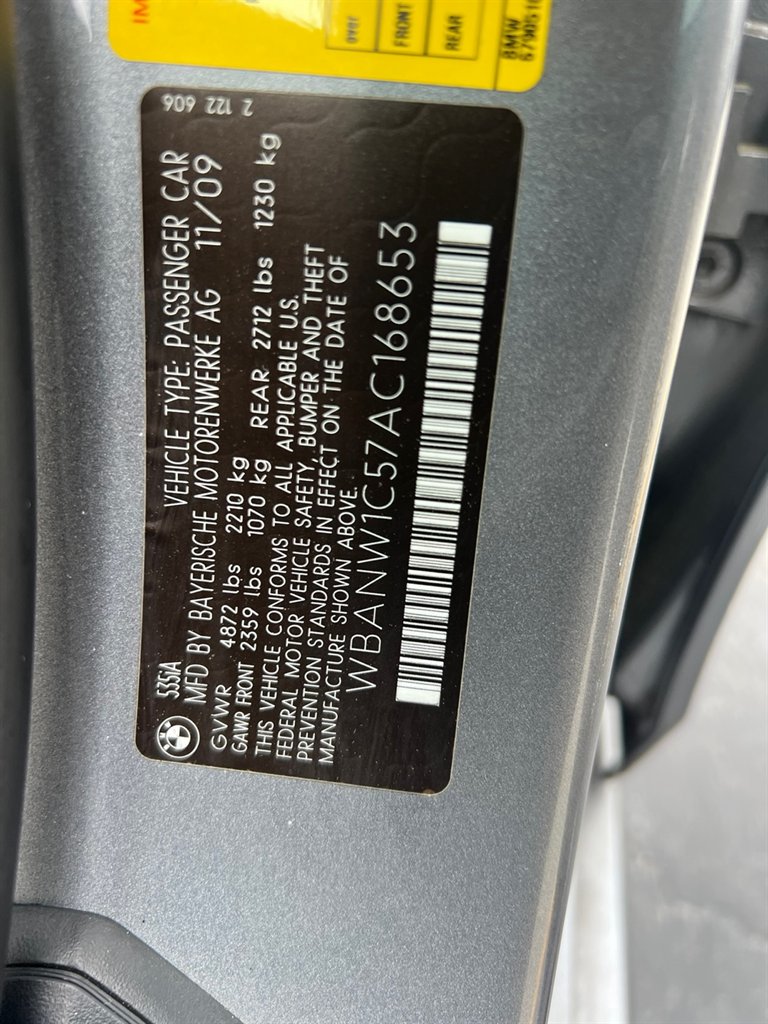 IM
over
FRONT
REAR
BMW
2 122 606
535IA VEHICLE TYPE: PASSENGER CAR
MFD BY BAYERISCHE MOTORENWERKE AG 11/09
GVWR 4872 lbs 2210 kg
GAWR FRONT 2359 lbs 1070 kg REAR 2712 lbs 1230 kg
THIS VEHICLE CONFORMS TO ALL APPLICABLE U.S.
FEDERAL MOTOR VEHICLE SAFETY, BUMPER AND THEFT
PREVENTION STANDARDS IN EFFECT ON THE DATE OF
MANUFACTURE SHOWN ABOVE.
WBANW1C57AC168653